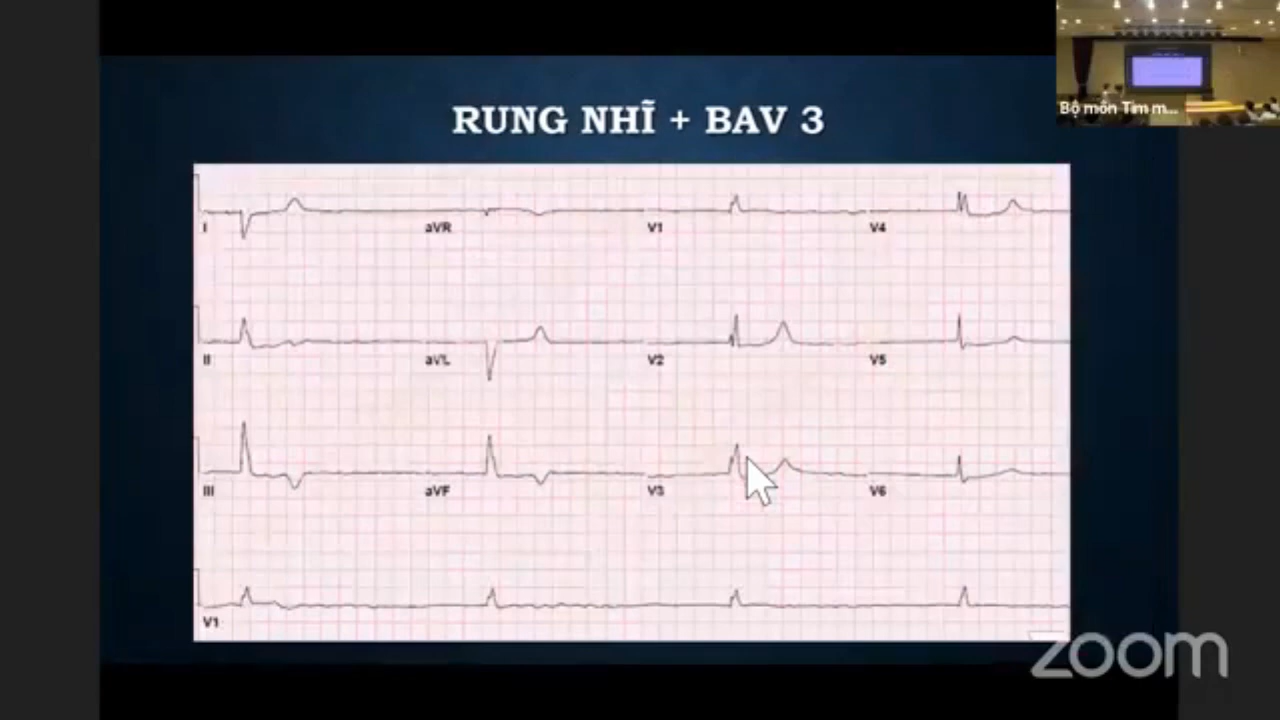 Bộ môn Tim m...
RUNG NHĨ + BAV 3
I aVR V1 V4
II aVL V2 V5
III aVF V3 V6
V1
zoom